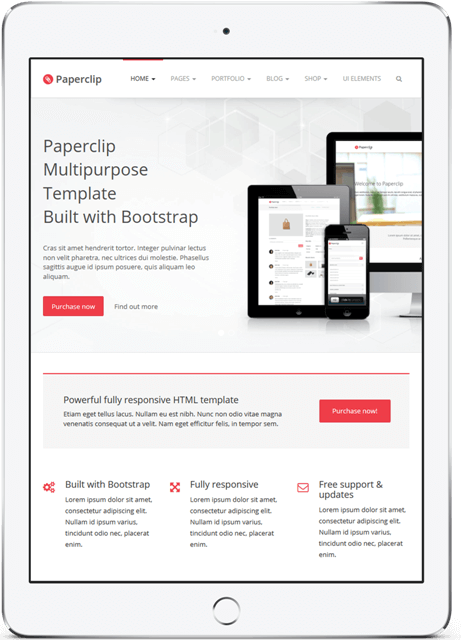 Paperclip
HOME PAGES PORTFOLIO BLOG SHOP UI ELEMENTS
Paperclip
Multipurpose
Template
Built with Bootstrap
Cras sit amet hendrerit tortor. Integer pulvinar lectus
non velit pharetra, nec ultrices dui molestie. Phasellus
sagittis augue id ipsum posuere, quis aliquam leo
aliquam.
Purchase now Find out more
Paperclip
Welcome to Paperclip
Powerful fully responsive HTML template
Etiam eget tellus lacus. Nullam eu est nibh. Nunc non odio vitae magna
venenatis consequat ut a velit. Nam eget efficitur felis, in tempor sem.
Purchase now!
Built with Bootstrap
Lorem ipsum dolor sit amet,
consectetur adipiscing elit.
Nullam id ipsum varius,
tincidunt odio nec, placerat
enim.
Fully responsive
Lorem ipsum dolor sit amet,
consectetur adipiscing elit.
Nullam id ipsum varius,
tincidunt odio nec, placerat
enim.
Free support &
updates
Lorem ipsum dolor sit amet,
consectetur adipiscing elit.
Nullam id ipsum varius,
tincidunt odio nec, placerat
enim.